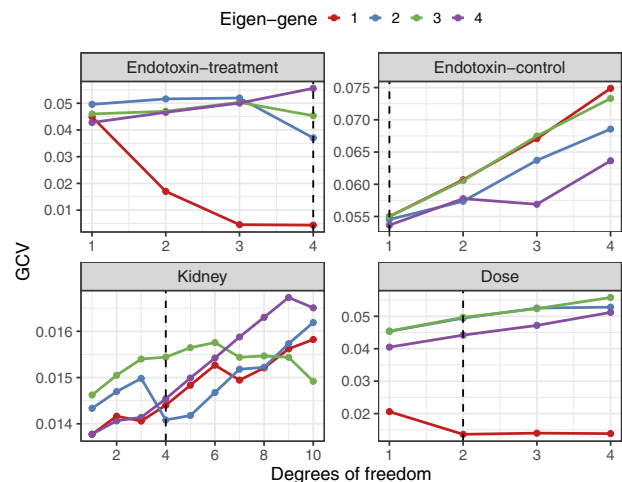 Eigen−gene 1 2 3 4
Endotoxin−treatment
Endotoxin−control
0.05
0.04
0.03
0.02
0.01
1 2 3 4
0.075
0.070
0.065
0.060
0.055
1 2 3 4
GCV
Kidney
Dose
0.016
0.015
0.014
2 4 6 8 10
0.05
0.04
0.03
0.02
1 2 3 4
Degrees of freedom